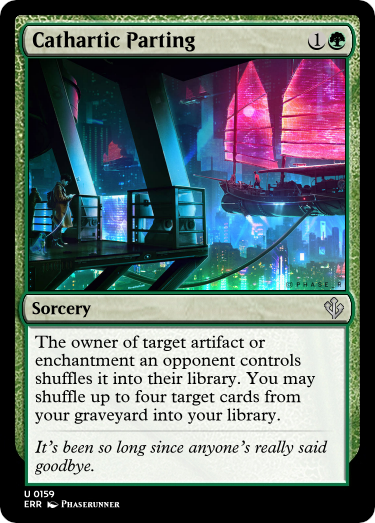 Cathartic Parting 1
© PHASE_R
Sorcery
The owner of target artifact or
enchantment an opponent controls
shuffles it into their library. You may
shuffle up to four target cards from
your graveyard into your library.
It's been so long since anyone's really said
goodbye.
U 0159
ERR PHASERUNNER